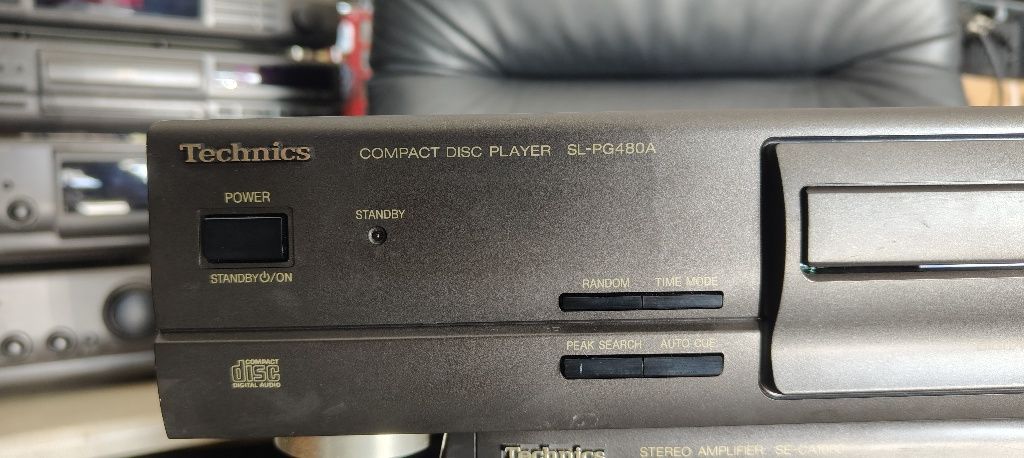 Technics COMPACT DISC PLAYER SL-PG480A
POWER
STANDBY
STANDBY⏻/ON
RANDOM TIME MODE
PEAK SEARCH AUTO CUE
COMPACT
disc
DIGITAL AUDIO
Technics STEREO AMPLIFIER